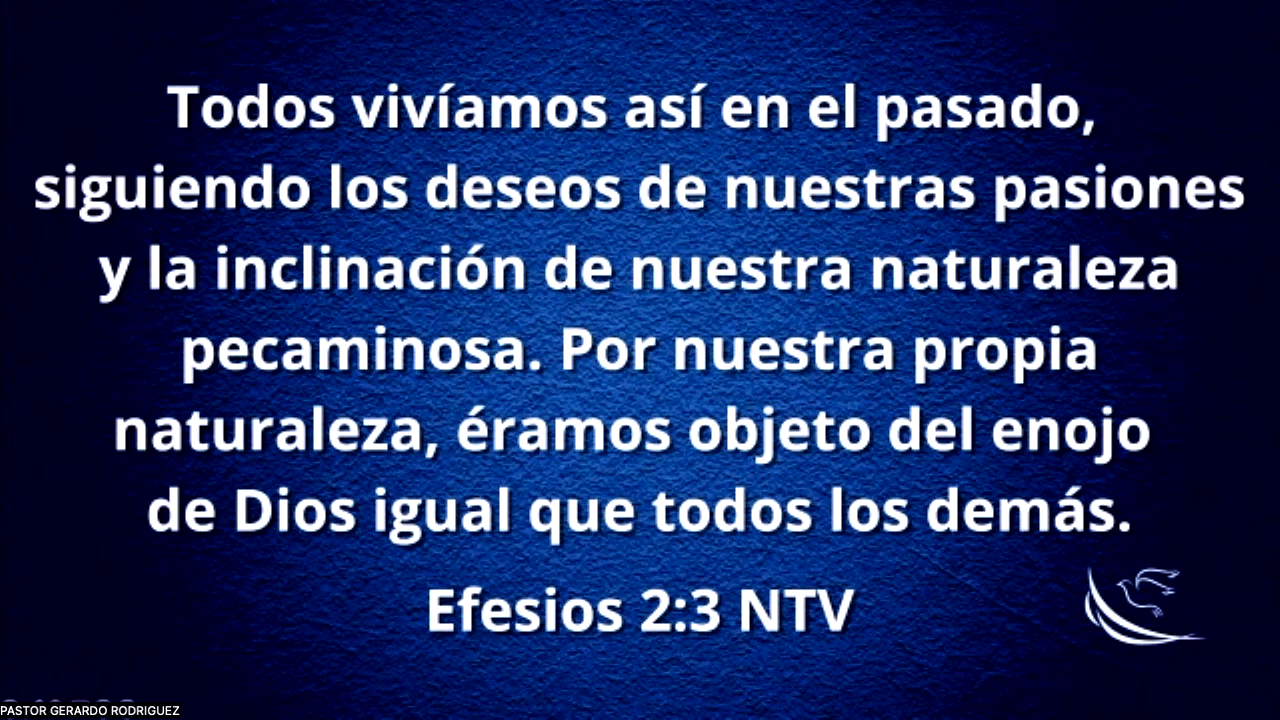 Todos vivíamos así en el pasado,
siguiendo los deseos de nuestras pasiones
y la inclinación de nuestra naturaleza
pecaminosa. Por nuestra propia
naturaleza, éramos objeto del enojo
de Dios igual que todos los demás.
Efesios 2:3 NTV
PASTOR GERARDO RODRIGUEZ